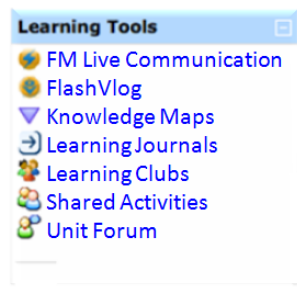 Learning Tools
FM Live Communication
FlashVlog
Knowledge Maps
Learning Journals
Learning Clubs
Shared Activities
Unit Forum